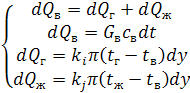 dQ_в = dQ_г + dQ_ж
dQ_в = G_в c_в dt
dQ_г = k_i π(t_г − t_в)dy
dQ_ж = k_j π(t_ж − t_в)dy